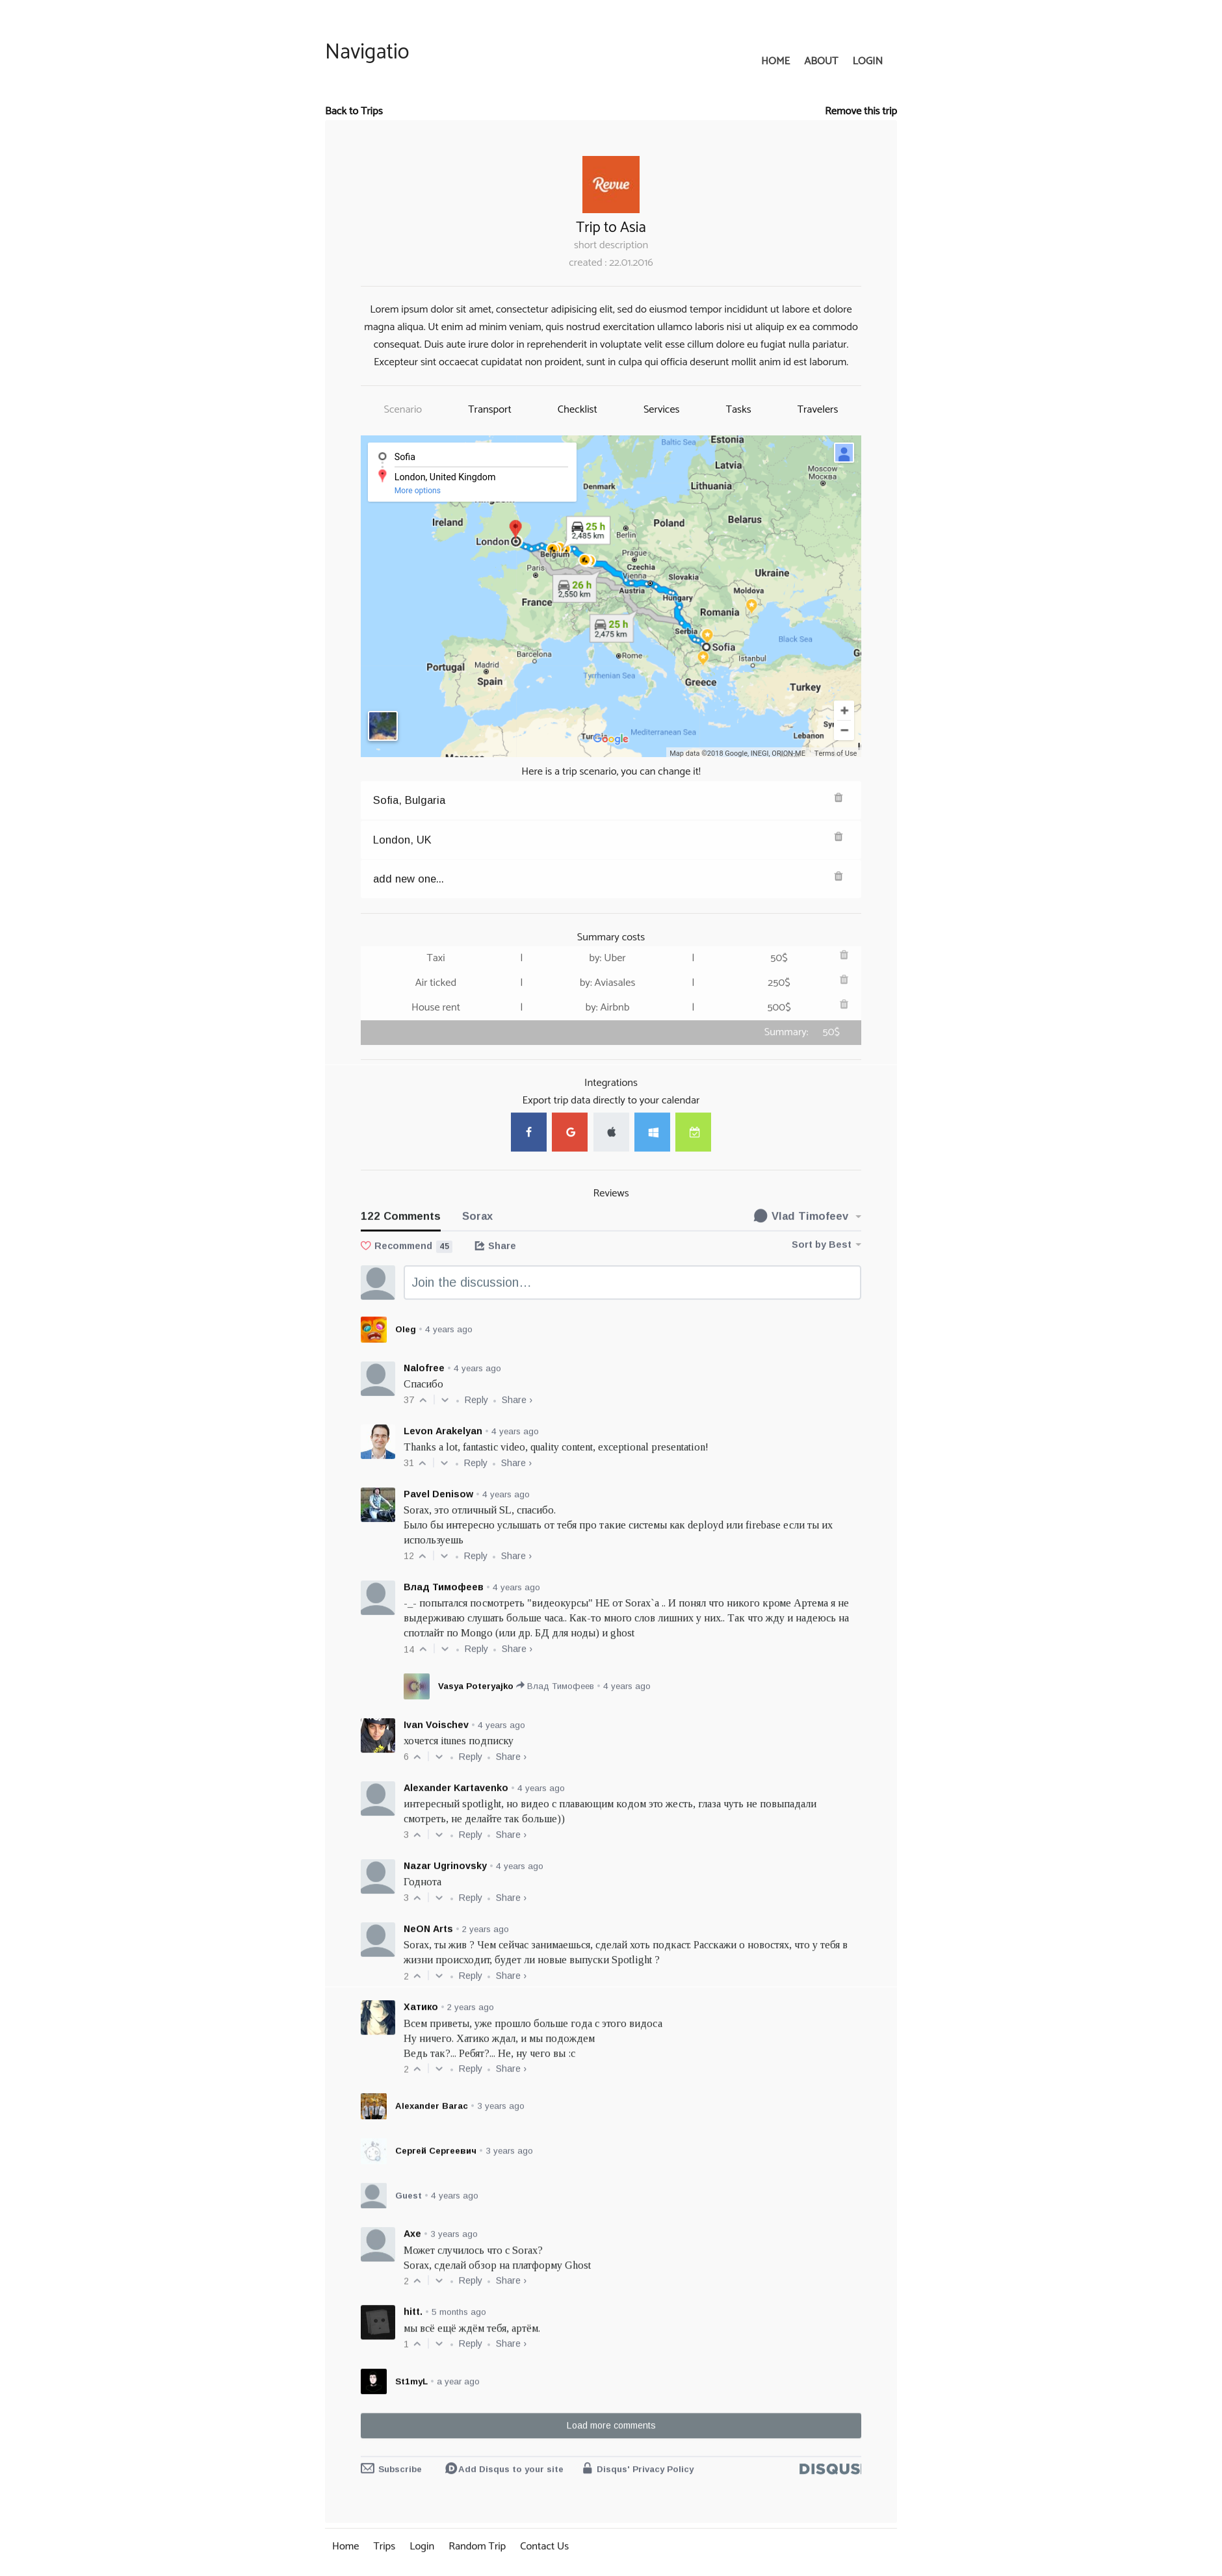 Navigatio
HOME ABOUT LOGIN
Back to Trips Remove this trip
Revue
Trip to Asia
short description
created : 22.01.2016
Lorem ipsum dolor sit amet, consectetur adipisicing elit, sed do eiusmod tempor incididunt ut labore et dolore
magna aliqua. Ut enim ad minim veniam, quis nostrud exercitation ullamco laboris nisi ut aliquip ex ea commodo
consequat. Duis aute irure dolor in reprehenderit in voluptate velit esse cillum dolore eu fugiat nulla pariatur.
Excepteur sint occaecat cupidatat non proident, sunt in culpa qui officia deserunt mollit anim id est laborum.
Scenario Transport Checklist Services Tasks Travelers
Sofia
London, United Kingdom
More options
Baltic Sea
Estonia
Latvia
Moscow
Москва
Denmark
Lithuania
Ireland
25 h
2,485 km
Poland
Belarus
London
Berlin
Belgium
Prague
Paris
Czechia
Vienna
Slovakia
Ukraine
26 h
2,550 km
Austria
Hungary
Moldova
France
Romania
25 h
2,475 km
Serbia
Black Sea
Sofia
Barcelona
Rome
Istanbul
Portugal
Madrid
Spain
Tyrrhenian Sea
Greece
Turkey
Google
Mediterranean Sea
Lebanon
Map data ©2018 Google, INEGI, ORION-ME Terms of Use
Here is a trip scenario, you can change it!
Sofia, Bulgaria
London, UK
add new one...
Summary costs
Taxi | by: Uber | 50$
Air ticked | by: Aviasales | 250$
House rent | by: Airbnb | 500$
Summary: 50$
Integrations
Export trip data directly to your calendar
Reviews
122 Comments Sorax Vlad Timofeev
Recommend 45 Share Sort by Best
Join the discussion…
Oleg • 4 years ago
Nalofree • 4 years ago
Спасибо
37 • Reply • Share ›
Levon Arakelyan • 4 years ago
Thanks a lot, fantastic video, quality content, exceptional presentation!
31 • Reply • Share ›
Pavel Denisow • 4 years ago
Sorax, это отличный SL, спасибо.
Было бы интересно услышать от тебя про такие системы как deployd или firebase если ты их
используешь
12 • Reply • Share ›
Влад Тимофеев • 4 years ago
-_- попытался посмотреть "видеокурсы" НЕ от Sorax`a .. И понял что никого кроме Артема я не
выдерживаю слушать больше часа.. Как-то много слов лишних у них.. Так что жду и надеюсь на
спотлайт по Mongo (или др. БД для ноды) и ghost
14 • Reply • Share ›
Vasya Poteryajko Влад Тимофеев • 4 years ago
Ivan Voischev • 4 years ago
хочется itunes подписку
6 • Reply • Share ›
Alexander Kartavenko • 4 years ago
интересный spotlight, но видео с плавающим кодом это жесть, глаза чуть не повыпадали
смотреть, не делайте так больше))
3 • Reply • Share ›
Nazar Ugrinovsky • 4 years ago
Годнота
3 • Reply • Share ›
NeON Arts • 2 years ago
Sorax, ты жив ? Чем сейчас занимаешься, сделай хоть подкаст. Расскажи о новостях, что у тебя в
жизни происходит, будет ли новые выпуски Spotlight ?
2 • Reply • Share ›
Хатико • 2 years ago
Всем приветы, уже прошло больше года с этого видоса
Ну ничего. Хатико ждал, и мы подождем
Ведь так?... Ребят?... Не, ну чего вы :c
2 • Reply • Share ›
Alexander Barac • 3 years ago
Сергей Сергеевич • 3 years ago
Guest • 4 years ago
Axe • 3 years ago
Может случилось что с Sorax?
Sorax, сделай обзор на платформу Ghost
2 • Reply • Share ›
hitt. • 5 months ago
мы всё ещё ждём тебя, артём.
1 • Reply • Share ›
St1myL • a year ago
Load more comments
Subscribe Add Disqus to your site Disqus' Privacy Policy DISQUS
Home Trips Login Random Trip Contact Us